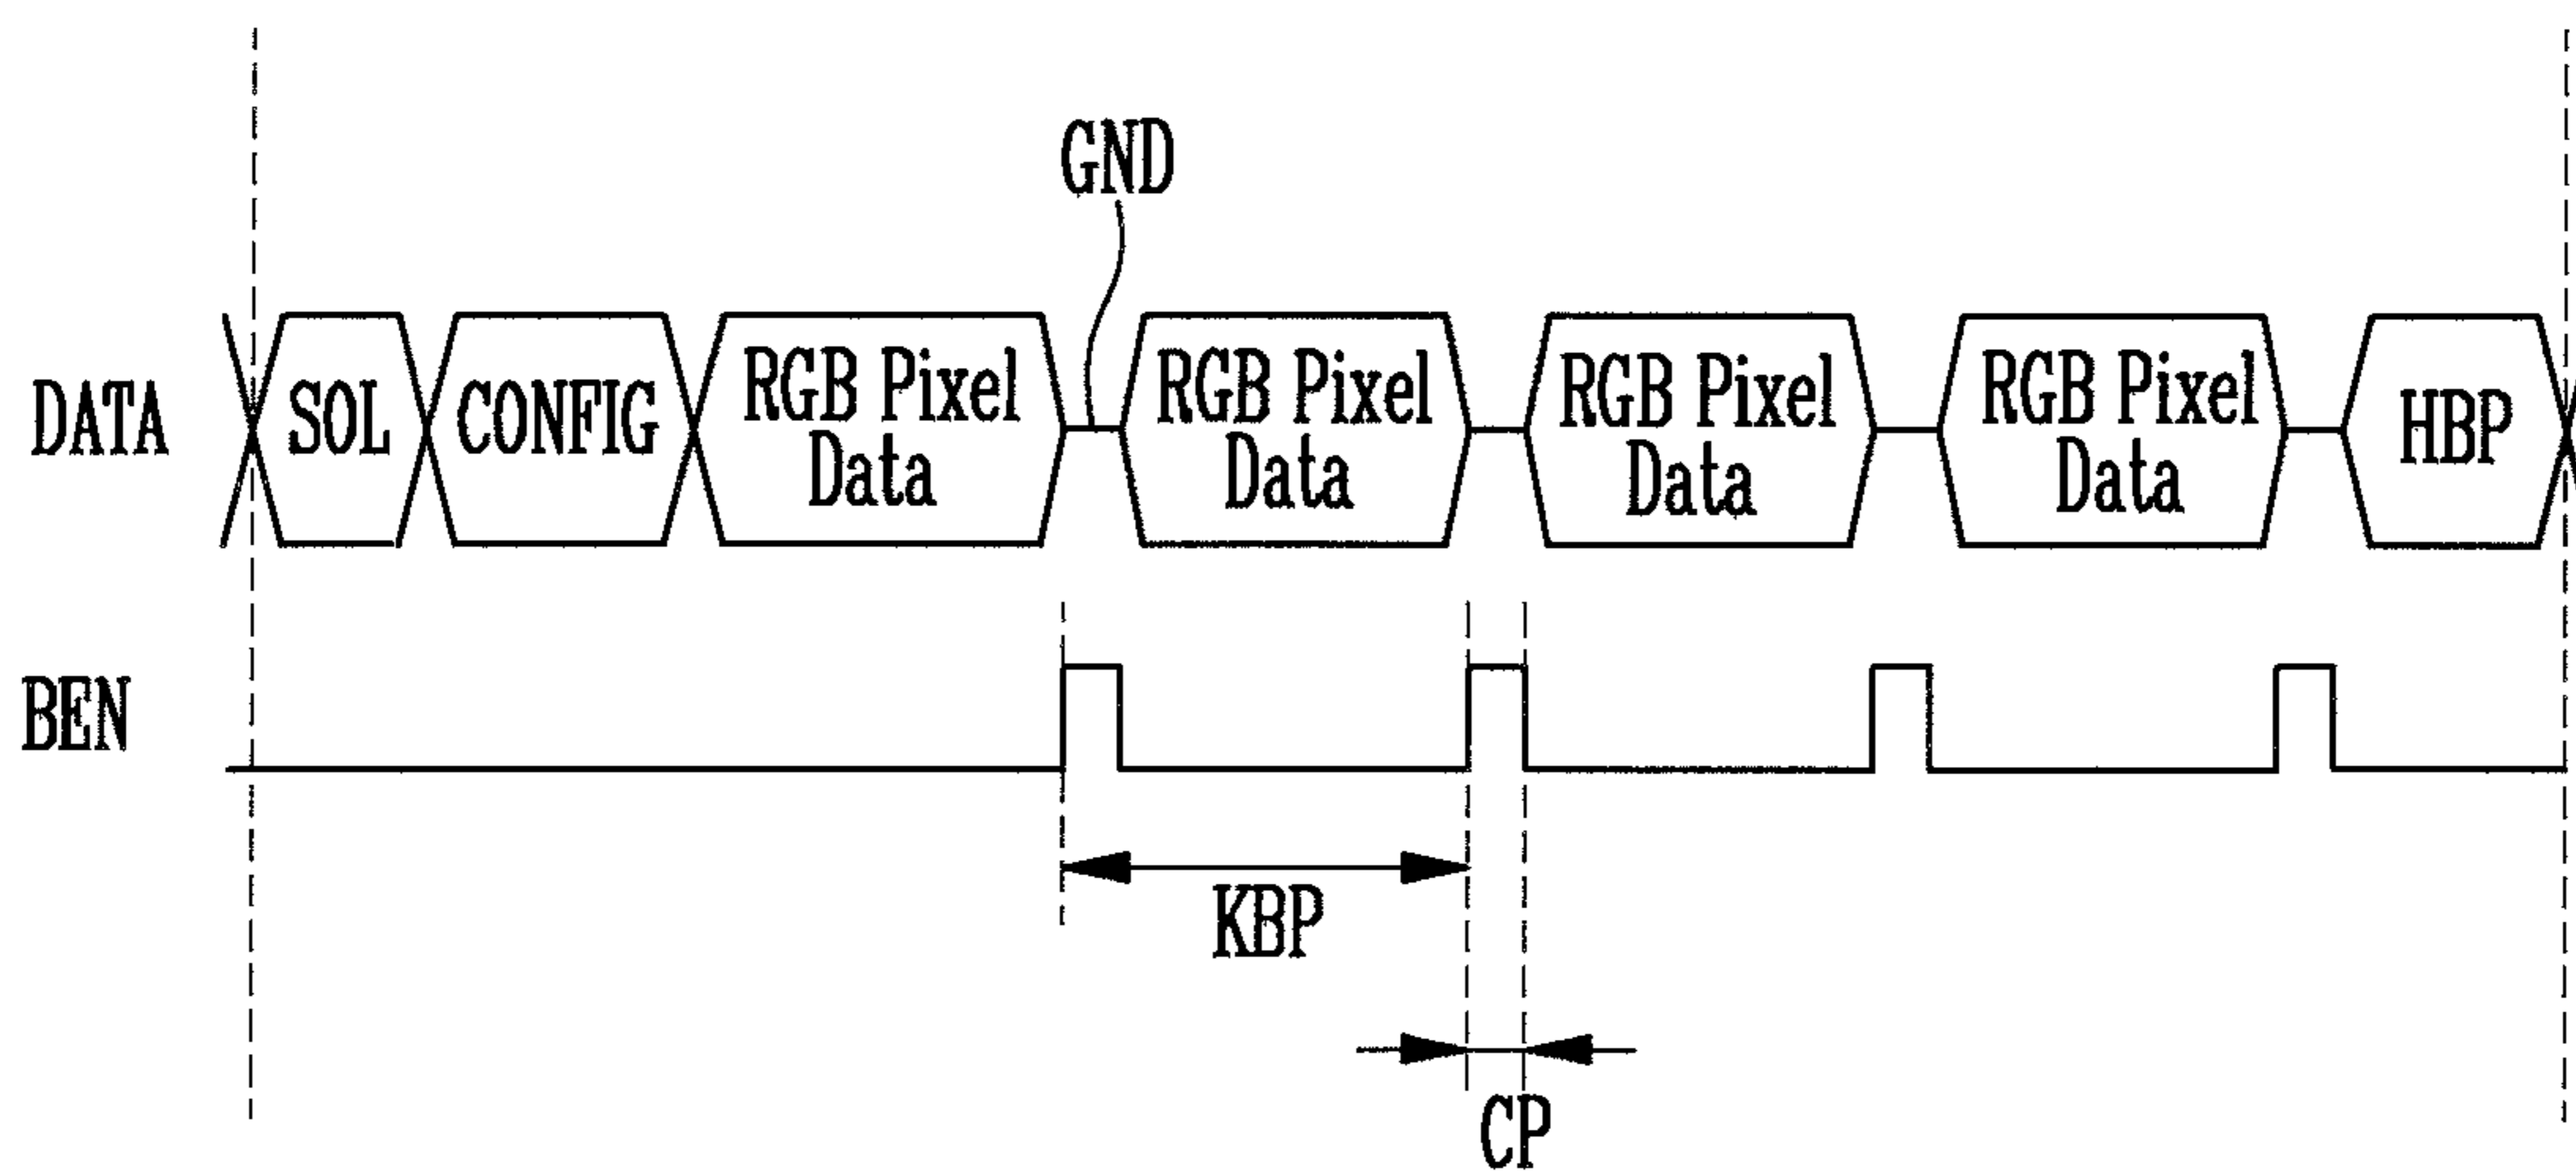 GND
DATA
SOL
CONFIG
RGB Pixel
Data
RGB Pixel
Data
RGB Pixel
Data
RGB Pixel
Data
HBP
BEN
KBP
CP